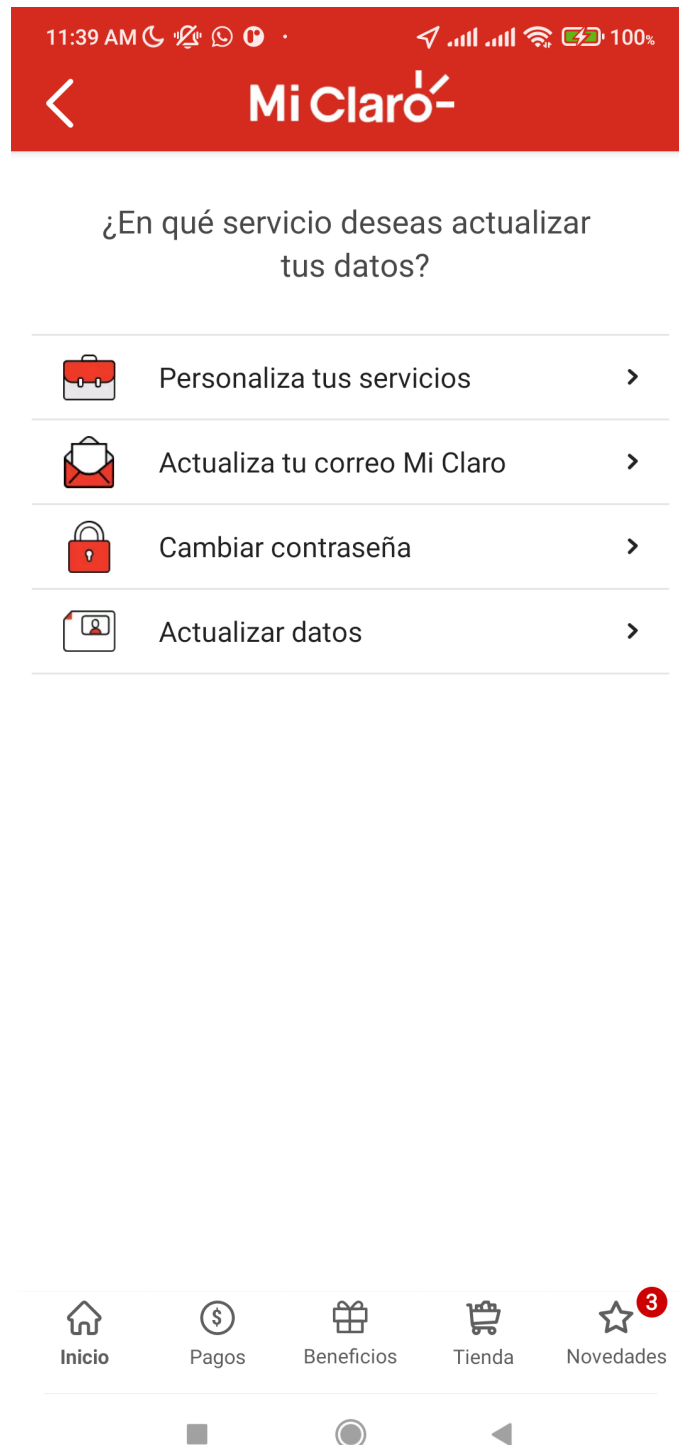 11:39 AM 100%
Mi Claro
¿En qué servicio deseas actualizar
tus datos?
Personaliza tus servicios
Actualiza tu correo Mi Claro
Cambiar contraseña
Actualizar datos
3
Inicio Pagos Beneficios Tienda Novedades